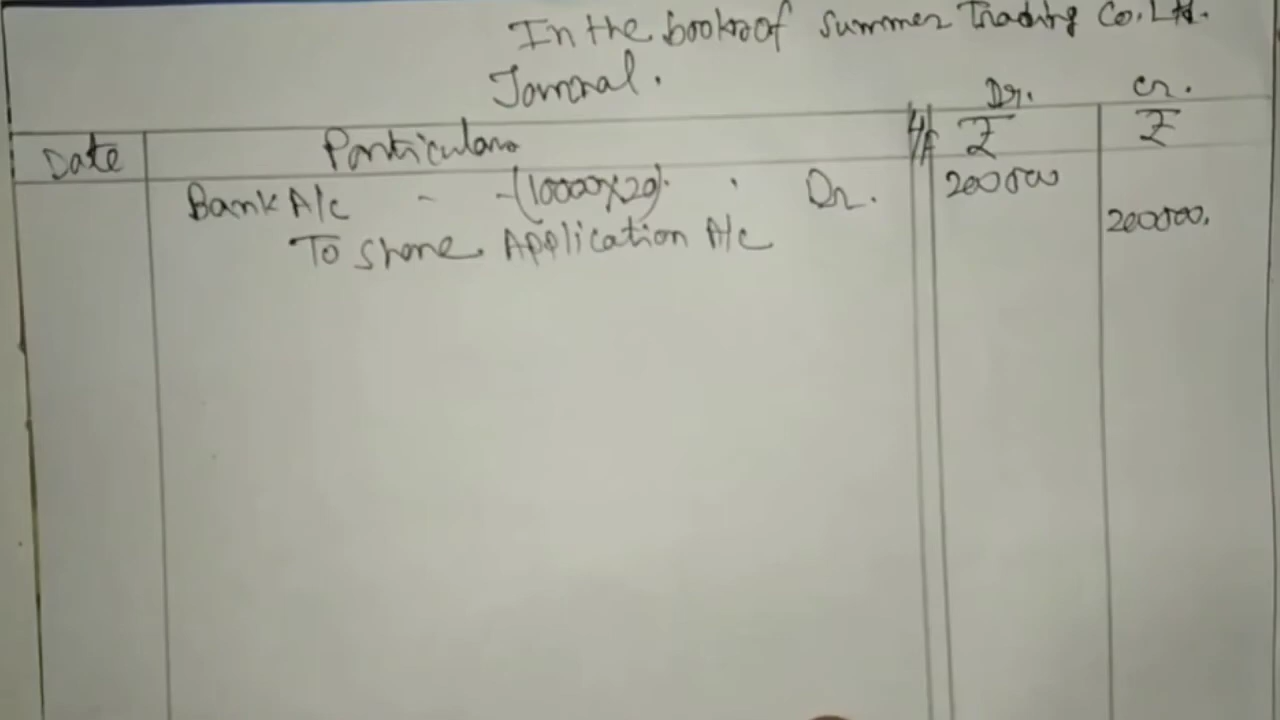 In the books of Summer Trading Co. Ltd.
Journal.
Dr. Cr.
Date Particulars L/F ₹ ₹
Bank A/c - -(10000x20). Dr. 200000
To Share Application A/c 200000.